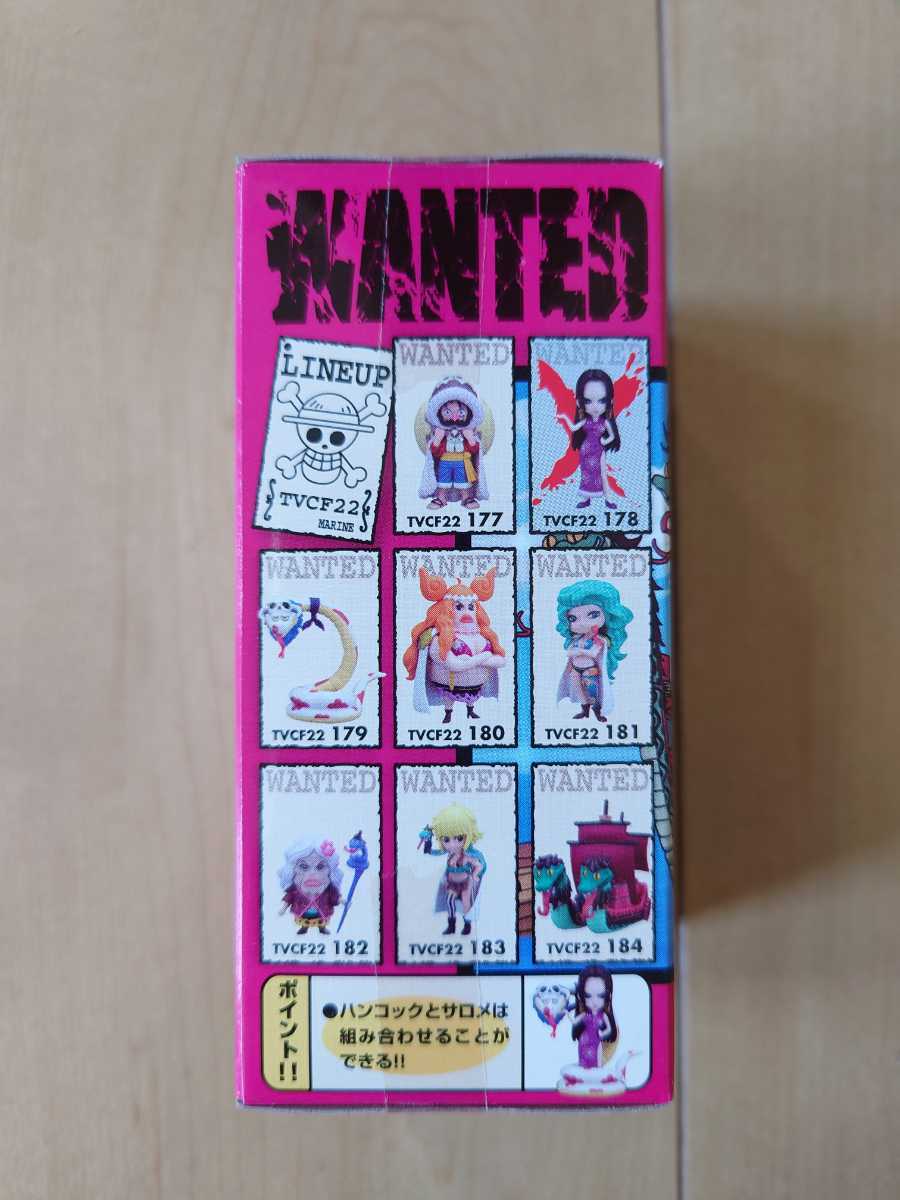 WANTED
LINEUP
TVCF22
MARINE
WANTED
TVCF22 177
WANTED
TVCF22 178
WANTED
TVCF22 179
WANTED
TVCF22 180
WANTED
TVCF22 181
WANTED
TVCF22 182
WANTED
TVCF22 183
WANTED
TVCF22 184
ポイント!!
●ハンコックとサロメは
組み合わせることが
できる!!